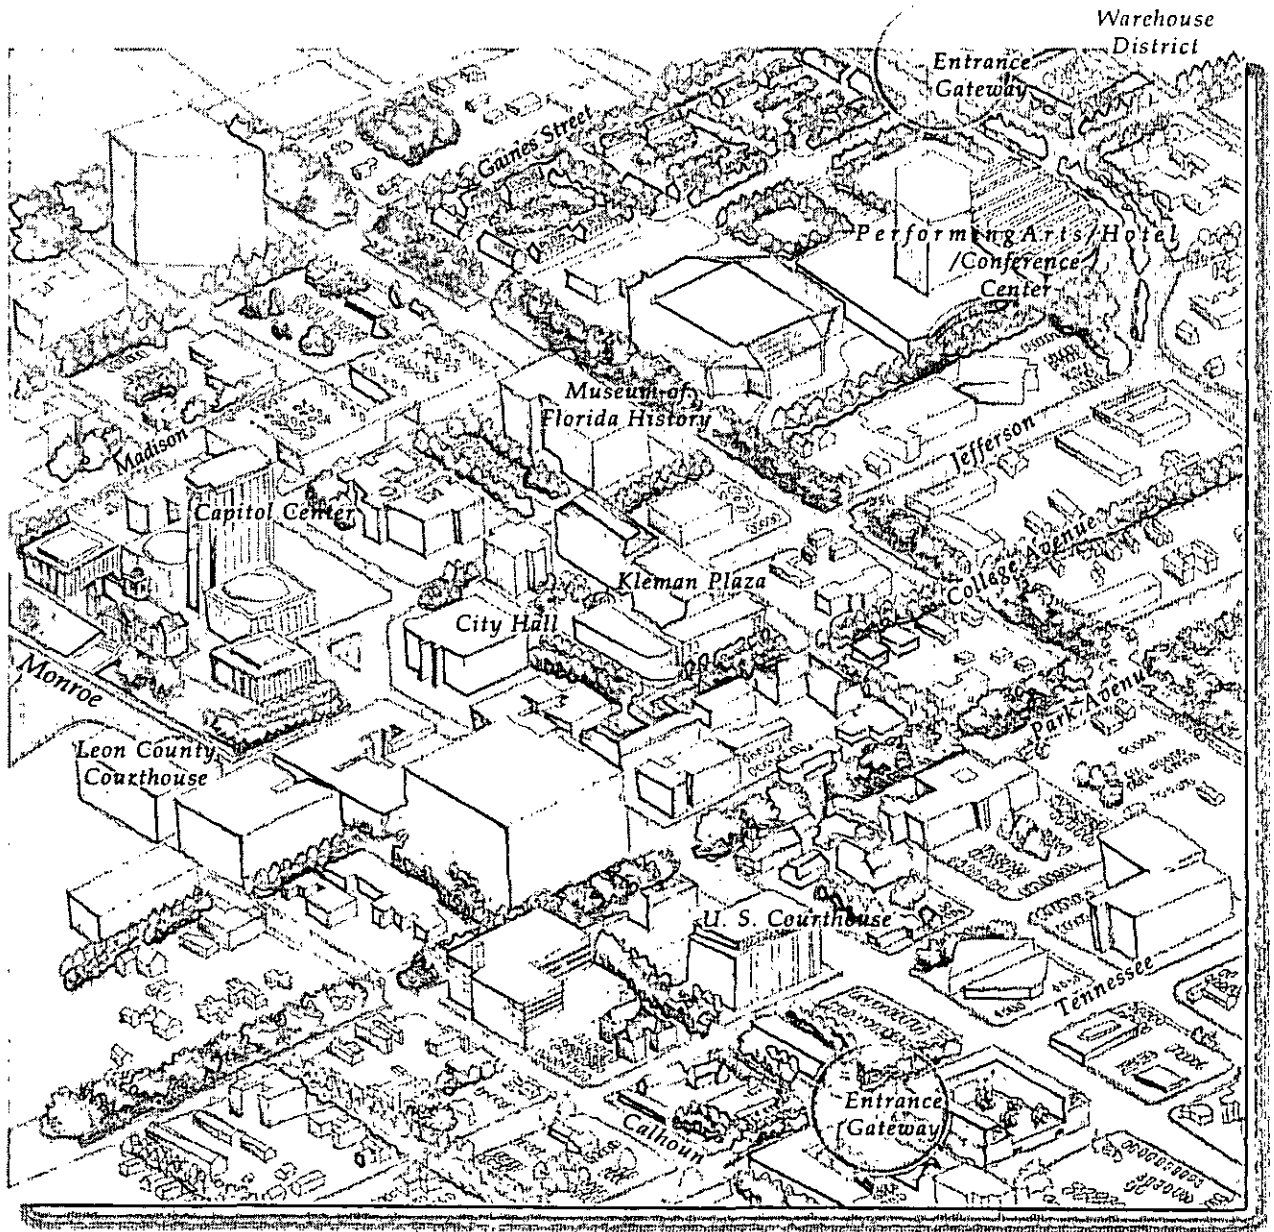 Warehouse
District
Entrance
Gateway
Gaines Street
Performing Arts/Hotel
/Conference
Center
Museum of
Florida History
Madison
Jefferson
Capitol Center
College Avenue
Kleman Plaza
City Hall
Monroe
Park Avenue
Leon County
Courthouse
U. S. Courthouse
Tennessee
Entrance
Gateway
Calhoun